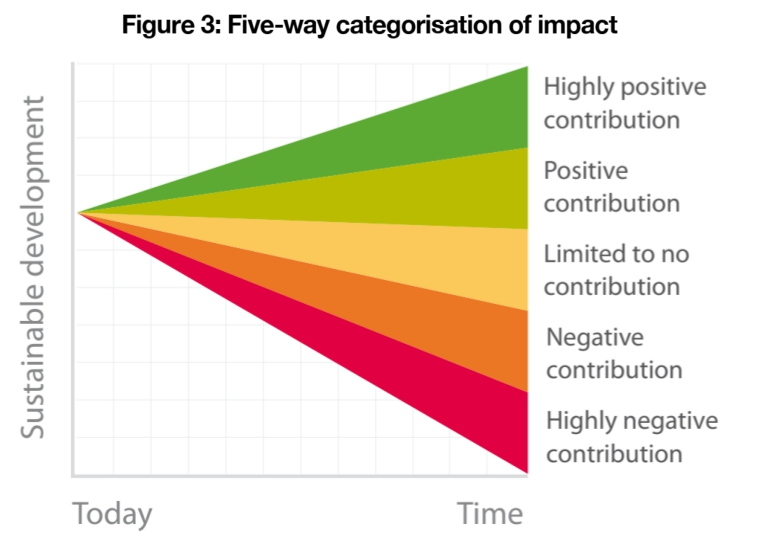 Figure 3: Five-way categorisation of impact
Sustainable development
Highly positive
contribution
Positive
contribution
Limited to no
contribution
Negative
contribution
Highly negative
contribution
Today
Time